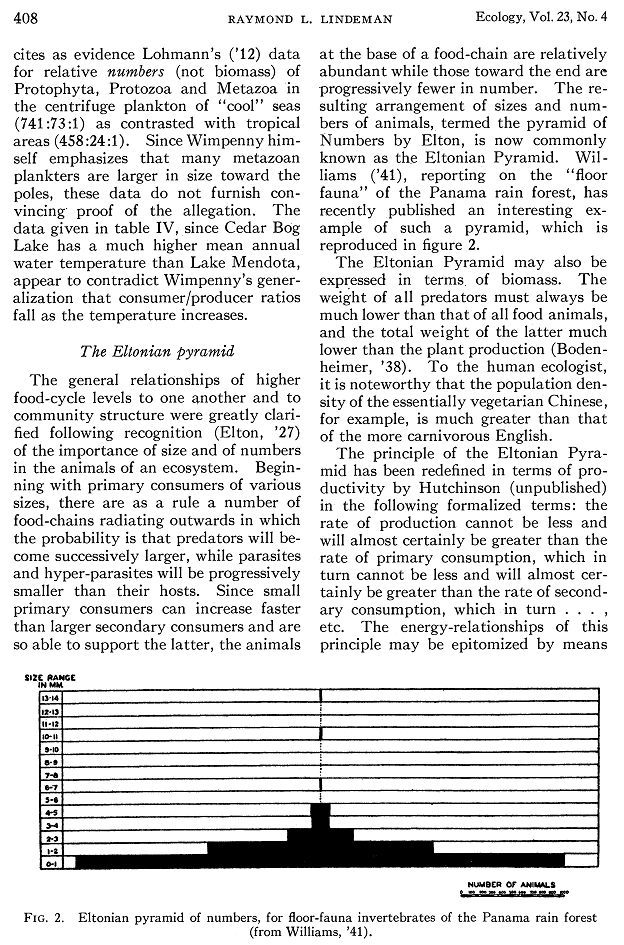 408
RAYMOND L. LINDEMAN
Ecology, Vol. 23, No. 4
cites as evidence Lohmann's ('12) data
for relative numbers (not biomass) of
Protophyta, Protozoa and Metazoa in
the centrifuge plankton of "cool" seas
(741:73:1) as contrasted with tropical
areas (458:24:1). Since Wimpenny him-
self emphasizes that many metazoan
plankters are larger in size toward the
poles, these data do not furnish con-
vincing proof of the allegation. The
data given in table IV, since Cedar Bog
Lake has a much higher mean annual
water temperature than Lake Mendota,
appear to contradict Wimpenny's gener-
alization that consumer/producer ratios
fall as the temperature increases.
The Eltonian pyramid
The general relationships of higher
food-cycle levels to one another and to
community structure were greatly clari-
fied following recognition (Elton, '27)
of the importance of size and of numbers
in the animals of an ecosystem. Begin-
ning with primary consumers of various
sizes, there are as a rule a number of
food-chains radiating outwards in which
the probability is that predators will be-
come successively larger, while parasites
and hyper-parasites will be progressively
smaller than their hosts. Since small
primary consumers can increase faster
than larger secondary consumers and are
so able to support the latter, the animals
at the base of a food-chain are relatively
abundant while those toward the end are
progressively fewer in number. The re-
sulting arrangement of sizes and num-
bers of animals, termed the pyramid of
Numbers by Elton, is now commonly
known as the Eltonian Pyramid. Wil-
liams ('41), reporting on the "floor
fauna" of the Panama rain forest, has
recently published an interesting ex-
ample of such a pyramid, which is
reproduced in figure 2.
The Eltonian Pyramid may also be
expressed in terms of biomass. The
weight of all predators must always be
much lower than that of all food animals,
and the total weight of the latter much
lower than the plant production (Boden-
heimer, '38). To the human ecologist,
it is noteworthy that the population den-
sity of the essentially vegetarian Chinese,
for example, is much greater than that
of the more carnivorous English.
The principle of the Eltonian Pyra-
mid has been redefined in terms of pro-
ductivity by Hutchinson (unpublished)
in the following formalized terms: the
rate of production cannot be less and
will almost certainly be greater than the
rate of primary consumption, which in
turn cannot be less and will almost cer-
tainly be greater than the rate of second-
ary consumption, which in turn . . . ,
etc. The energy-relationships of this
principle may be epitomized by means
SIZE RANGE
IN MM.
13-14
12-13
11-12
10-11
9-10
8-9
7-8
6-7
5-6
4-5
3-4
2-3
1-2
0-1
NUMBER OF ANIMALS
FIG. 2. Eltonian pyramid of numbers, for floor-fauna invertebrates of the Panama rain forest
(from Williams, '41).